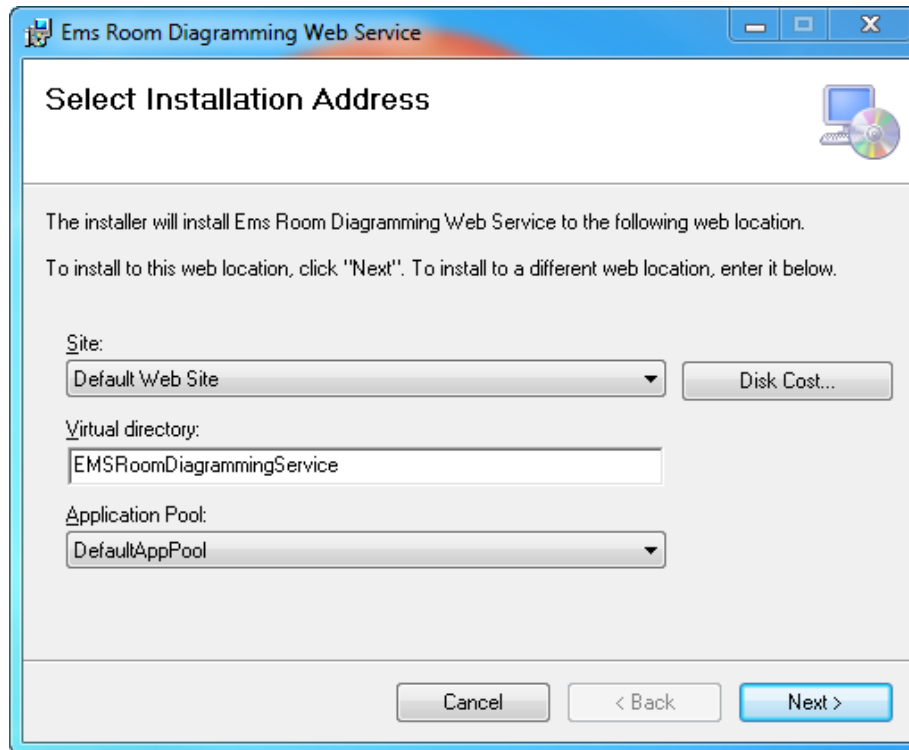 Ems Room Diagramming Web Service
Select Installation Address
The installer will install Ems Room Diagramming Web Service to the following web location.
To install to this web location, click "Next". To install to a different web location, enter it below.
Site:
Default Web Site
Disk Cost...
Virtual directory:
EMSRoomDiagrammingService
Application Pool:
DefaultAppPool
Cancel
< Back
Next >